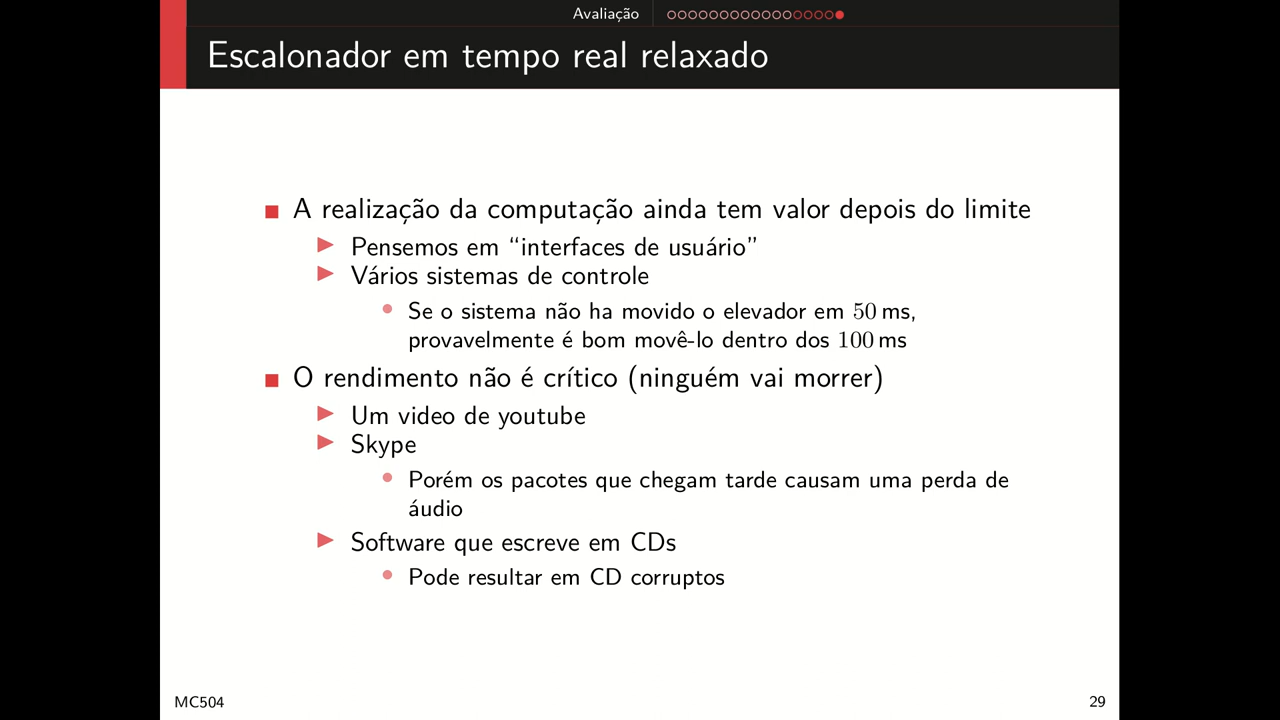 Avaliação
Escalonador em tempo real relaxado
A realização da computação ainda tem valor depois do limite
Pensemos em “interfaces de usuário”
Vários sistemas de controle
Se o sistema não ha movido o elevador em 50 ms,
provavelmente é bom movê-lo dentro dos 100 ms
O rendimento não é crítico (ninguém vai morrer)
Um video de youtube
Skype
Porém os pacotes que chegam tarde causam uma perda de
áudio
Software que escreve em CDs
Pode resultar em CD corruptos
MC504
29